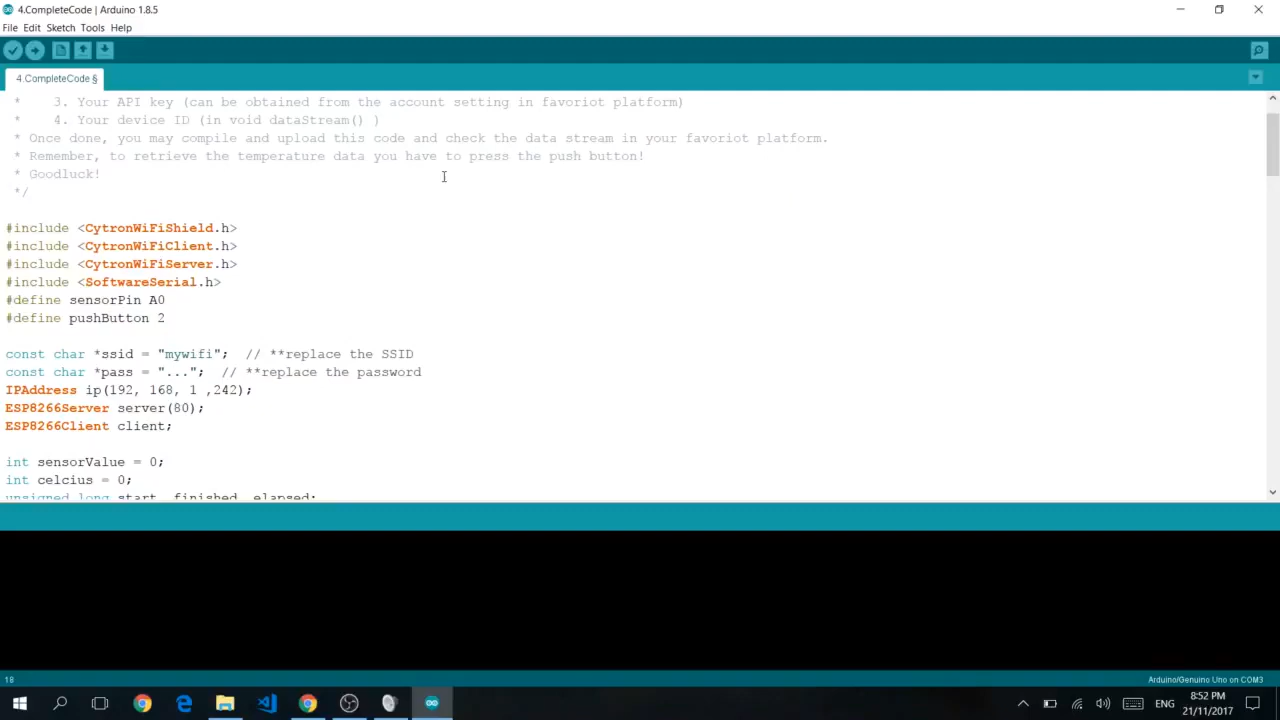 4.CompleteCode | Arduino 1.8.5
File Edit Sketch Tools Help
4.CompleteCode §
*    3. Your API key (can be obtained from the account setting in favoriot platform)
*    4. Your device ID (in void dataStream() )
* Once done, you may compile and upload this code and check the data stream in your favoriot platform.
* Remember, to retrieve the temperature data you have to press the push button!
* Goodluck!
*/
#include <CytronWiFiShield.h>
#include <CytronWiFiClient.h>
#include <CytronWiFiServer.h>
#include <SoftwareSerial.h>
#define sensorPin A0
#define pushButton 2
const char *ssid = "mywifi";  // **replace the SSID
const char *pass = "...";  // **replace the password
IPAddress ip(192, 168, 1 ,242);
ESP8266Server server(80);
ESP8266Client client;
int sensorValue = 0;
int celcius = 0;
unsigned long start, finished, elapsed;
18
Arduino/Genuino Uno on COM3
ENG
8:52 PM
21/11/2017